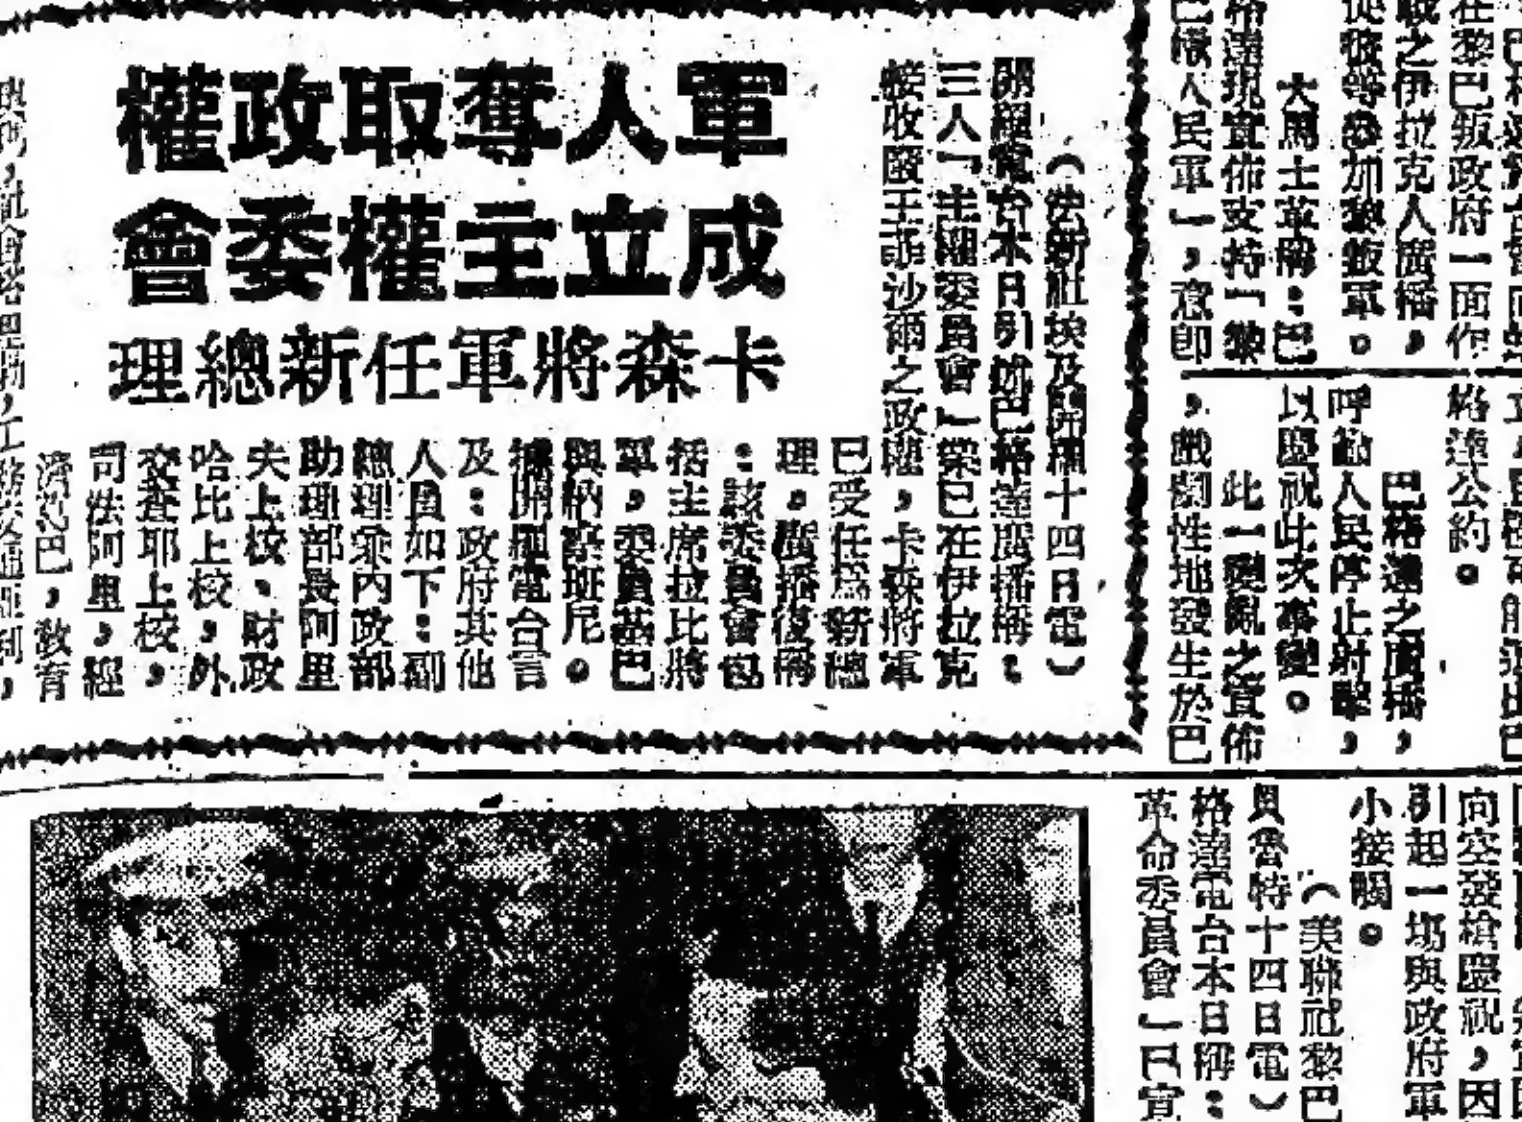 軍人奪取政權
成立主權委會
卡森將軍任新總理
（法新社埃及開羅十四日電）
開羅電台本日引述巴格達廣播稱：
三人「主權委員會」業已在伊拉克
接收廢王菲沙爾之政權，卡森將軍
已受任為新總
理，廣播復稱
：該委員會包
括主席拉比將
軍，委員基巴
與納察班尼。
據開羅電台言
及：政府其他
人員如下：副
總理兼內政部
助理部長阿里
夫上校、財政
哈比上校，外
交查耶上校，
司法阿里，經
濟 巴，教育
在黎巴叛政府一面作
戰之伊拉克人廣播，
從彼等參加黎叛軍。
大馬士革稱：巴
格達現宣佈支持「黎
巴嫩人民軍」，意即
格達公約。
巴格達之廣播，
呼籲人民停止射擊，
以慶祝此大事變。
此一變亂之宣佈
，戲劇性地發生於巴
向空發槍慶祝，因
引起一場與政府軍
小接觸。
（美聯社黎巴
貝魯特十四日電）
格達電台本日稱：
革命委員會」已宣